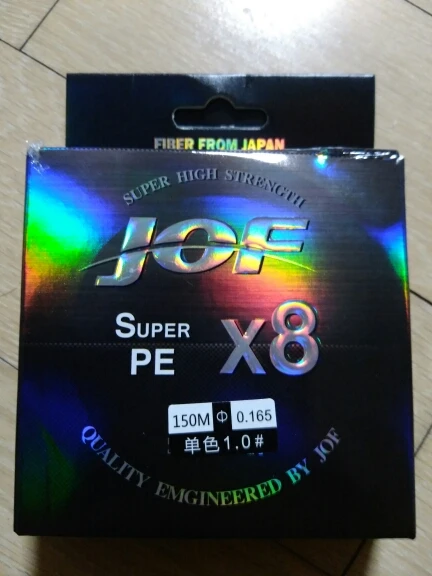 FIBER FROM JAPAN
SUPER HIGH STRENGTH
JOF
SUPER
PE
X8
150M Φ 0.165
单色1.0#
QUALITY EMGINEERED BY JOF